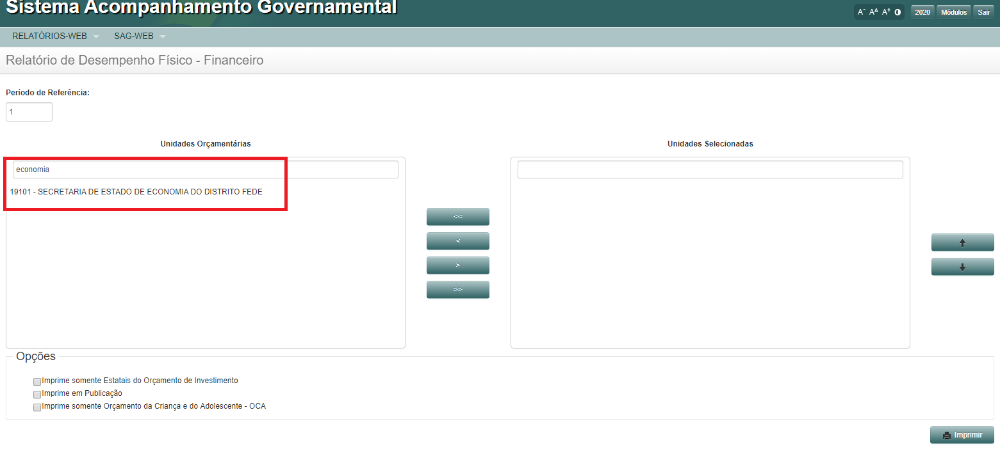 Sistema Acompanhamento Governamental
A- AA A+ 2020 Módulos Sair
RELATÓRIOS-WEB SAG-WEB
Relatório de Desempenho Físico - Financeiro
Período de Referência:
1
Unidades Orçamentárias Unidades Selecionadas
economia
19101 - SECRETARIA DE ESTADO DE ECONOMIA DO DISTRITO FEDE
<<
<
>
>>
Opções
Imprime somente Estatais do Orçamento de Investimento
Imprime em Publicação
Imprime somente Orçamento da Criança e do Adolescente - OCA
Imprimir